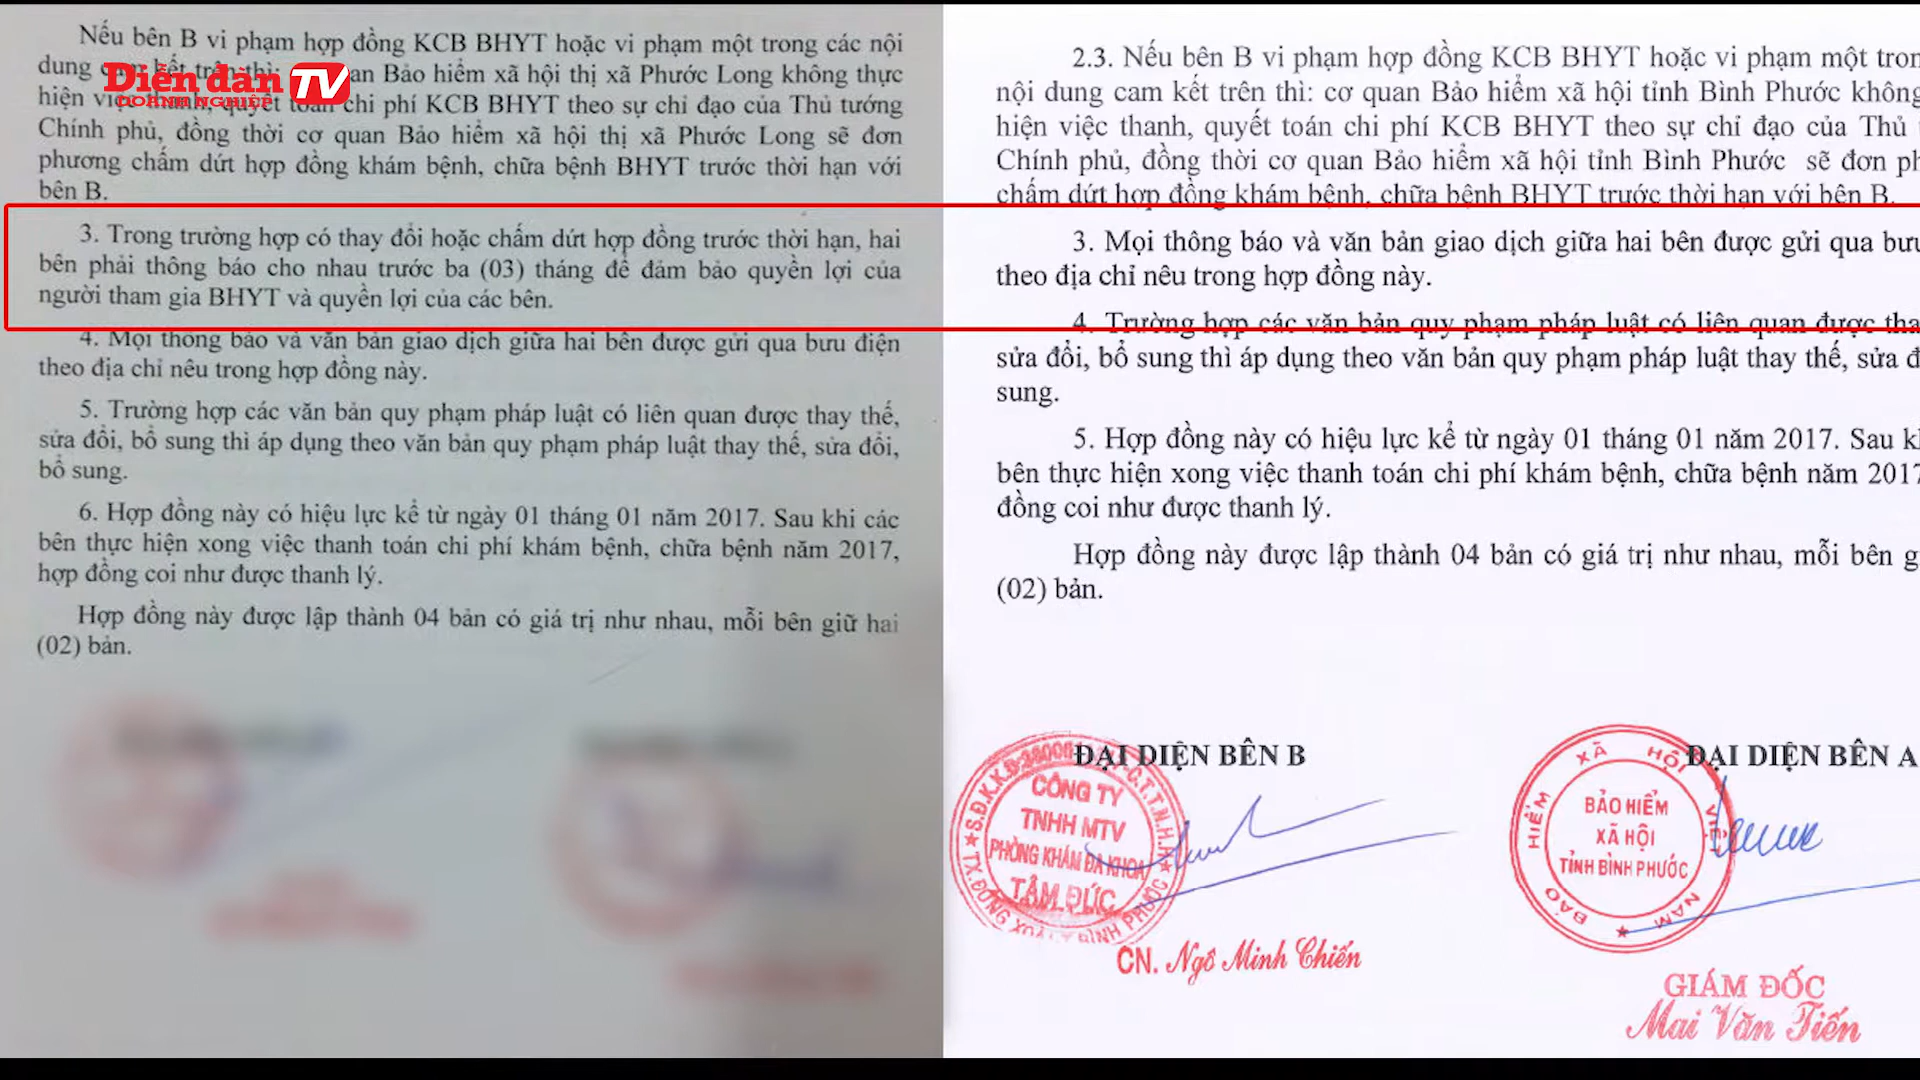 Diễn đàn TV
DOANH NGHIỆP
Nếu bên B vi phạm hợp đồng KCB BHYT hoặc vi phạm một trong các nội
dung cam kết trên thì: quan Bảo hiểm xã hội thị xã Phước Long không thực
hiện việc thanh, quyết toán chi phí KCB BHYT theo sự chỉ đạo của Thủ tướng
Chính phủ, đồng thời cơ quan Bảo hiểm xã hội thị xã Phước Long sẽ đơn
phương chấm dứt hợp đồng khám bệnh, chữa bệnh BHYT trước thời hạn với
bên B.
3. Trong trường hợp có thay đổi hoặc chấm dứt hợp đồng trước thời hạn, hai
bên phải thông báo cho nhau trước ba (03) tháng để đảm bảo quyền lợi của
người tham gia BHYT và quyền lợi của các bên.
4. Mọi thông báo và văn bản giao dịch giữa hai bên được gửi qua bưu điện
theo địa chỉ nêu trong hợp đồng này.
5. Trường hợp các văn bản quy phạm pháp luật có liên quan được thay thế,
sửa đổi, bổ sung thì áp dụng theo văn bản quy phạm pháp luật thay thế, sửa đổi,
bổ sung.
6. Hợp đồng này có hiệu lực kể từ ngày 01 tháng 01 năm 2017. Sau khi các
bên thực hiện xong việc thanh toán chi phí khám bệnh, chữa bệnh năm 2017,
hợp đồng coi như được thanh lý.
Hợp đồng này được lập thành 04 bản có giá trị như nhau, mỗi bên giữ hai
(02) bản.
2.3. Nếu bên B vi phạm hợp đồng KCB BHYT hoặc vi phạm một tron
nội dung cam kết trên thì: cơ quan Bảo hiểm xã hội tỉnh Bình Phước không
hiện việc thanh, quyết toán chi phí KCB BHYT theo sự chỉ đạo của Thủ
Chính phủ, đồng thời cơ quan Bảo hiểm xã hội tỉnh Bình Phước sẽ đơn ph
chấm dứt hợp đồng khám bệnh, chữa bệnh BHYT trước thời hạn với bên B.
3. Mọi thông báo và văn bản giao dịch giữa hai bên được gửi qua bưu
theo địa chỉ nêu trong hợp đồng này.
4. Trường hợp các văn bản quy phạm pháp luật có liên quan được tha
sửa đổi, bổ sung thì áp dụng theo văn bản quy phạm pháp luật thay thế, sửa đ
sung.
5. Hợp đồng này có hiệu lực kể từ ngày 01 tháng 01 năm 2017. Sau k
bên thực hiện xong việc thanh toán chi phí khám bệnh, chữa bệnh năm 2017
đồng coi như được thanh lý.
Hợp đồng này được lập thành 04 bản có giá trị như nhau, mỗi bên g
(02) bản.
ĐẠI DIỆN BÊN B
CÔNG TY
TNHH MTV
PHÒNG KHÁM ĐA KHOA
TÂM ĐỨC
CN. Ngô Minh Chiến
ĐẠI DIỆN BÊN A
BẢO HIỂM XÃ HỘI VIỆT NAM
BẢO HIỂM
XÃ HỘI
TỈNH BÌNH PHƯỚC
GIÁM ĐỐC
Mai Văn Tiến